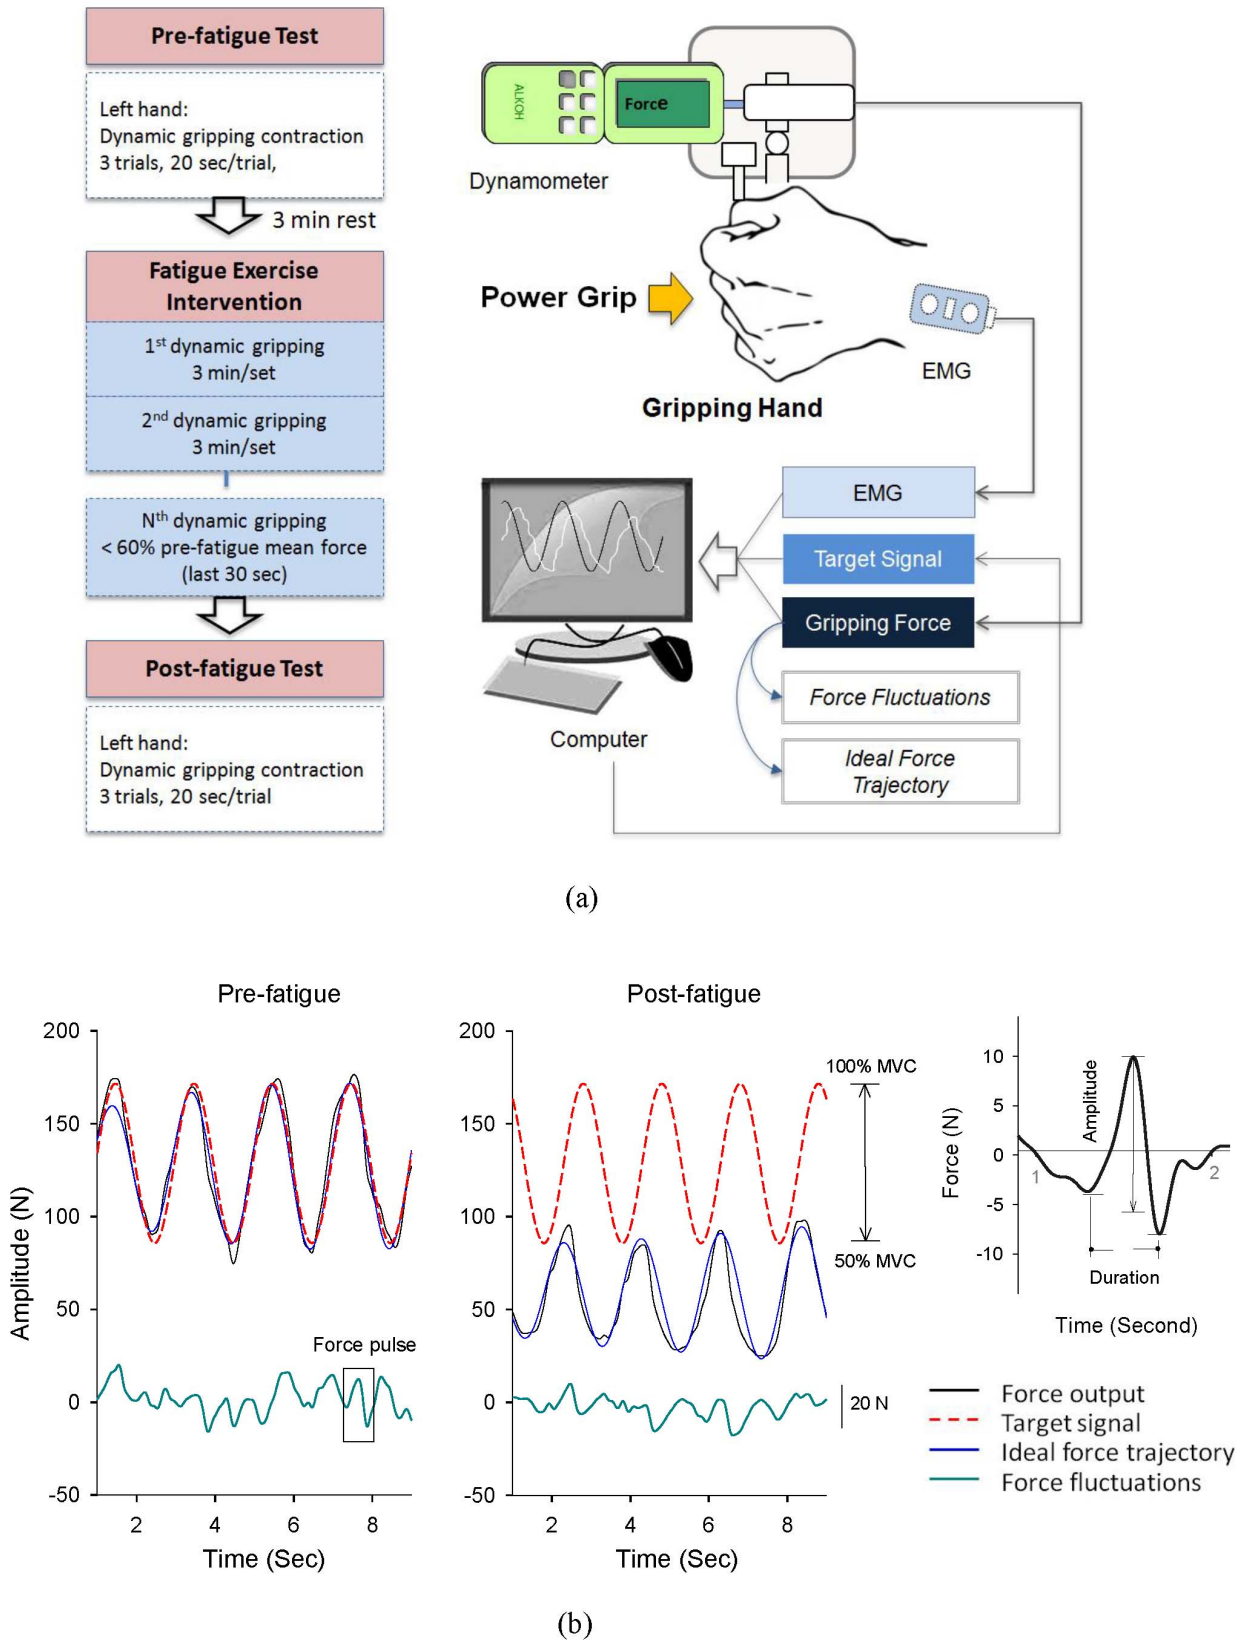 Pre-fatigue Test
Left hand:
Dynamic gripping contraction
3 trials, 20 sec/trial,
3 min rest
Fatigue Exercise
Intervention
1st dynamic gripping
3 min/set
2nd dynamic gripping
3 min/set
Nth dynamic gripping
< 60% pre-fatigue mean force
(last 30 sec)
Post-fatigue Test
Left hand:
Dynamic gripping contraction
3 trials, 20 sec/trial
ALKOH
Force
Dynamometer
Power Grip
EMG
Gripping Hand
EMG
Target Signal
Gripping Force
Force Fluctuations
Ideal Force
Trajectory
Computer
(a)
Pre-fatigue
200
150
100
50
0
-50
Amplitude (N)
Force pulse
2 4 6 8
Time (Sec)
Post-fatigue
200
150
100
50
0
-50
100% MVC
50% MVC
20 N
2 4 6 8
Time (Sec)
10
5
0
-5
-10
Force (N)
Amplitude
1
2
Duration
Time (Second)
Force output
Target signal
Ideal force trajectory
Force fluctuations
(b)